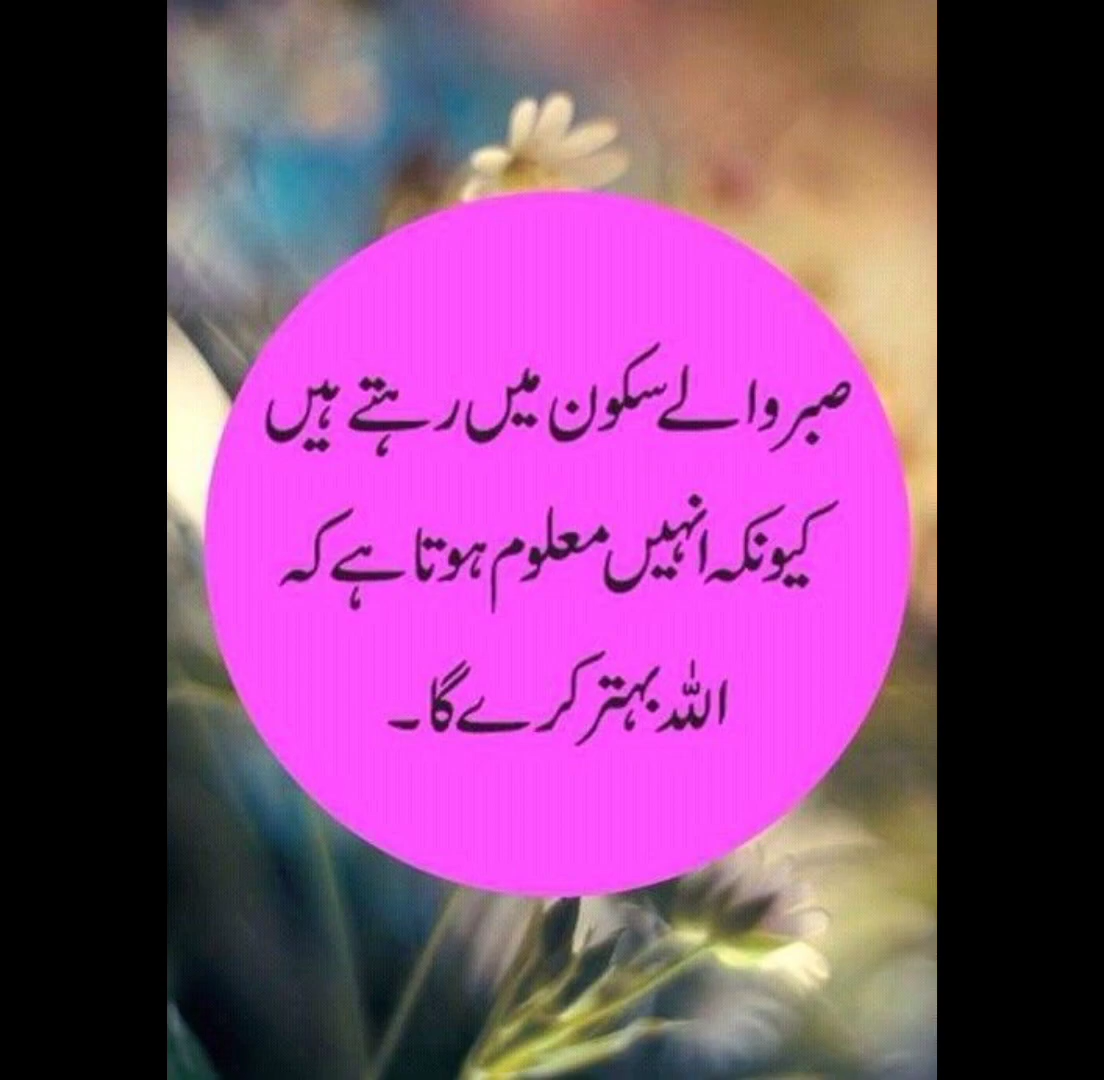 صبر والے سکون میں رہتے ہیں
کیونکہ انہیں معلوم ہوتا ہے کہ
اللہ بہتر کرے گا۔